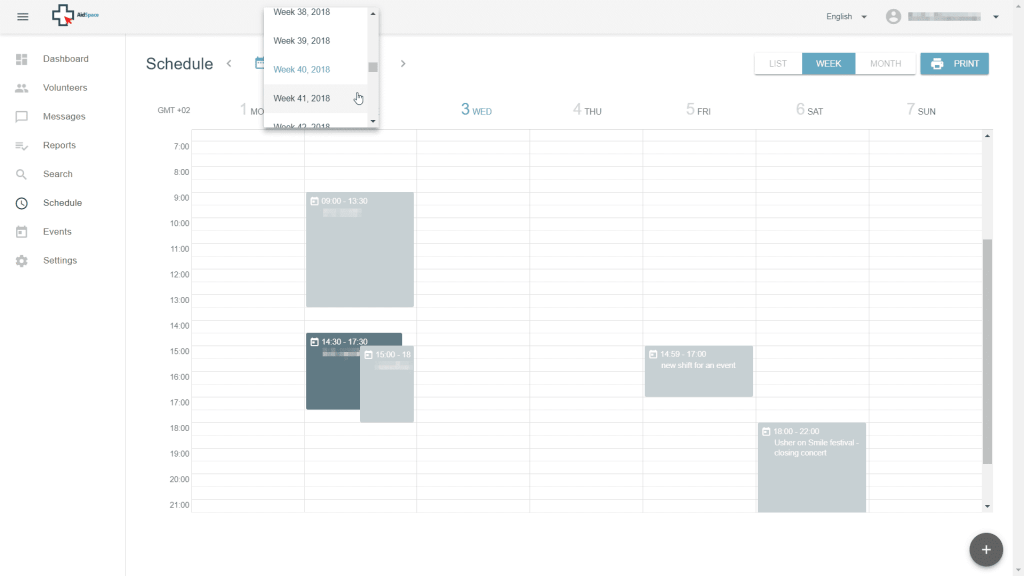 AidSpace
English
Week 38, 2018
Week 39, 2018
Week 40, 2018
Week 41, 2018
Week 42, 2018
Dashboard
Volunteers
Messages
Reports
Search
Schedule
Events
Settings
Schedule
LIST
WEEK
MONTH
PRINT
GMT +02
1 MO
3 WED
4 THU
5 FRI
6 SAT
7 SUN
7:00
8:00
9:00
10:00
11:00
12:00
13:00
14:00
15:00
16:00
17:00
18:00
19:00
20:00
21:00
09:00 - 13:30
14:30 - 17:30
15:00 - 18
14:59 - 17:00
new shift for an event
18:00 - 22:00
Usher on Smile festival -
closing concert